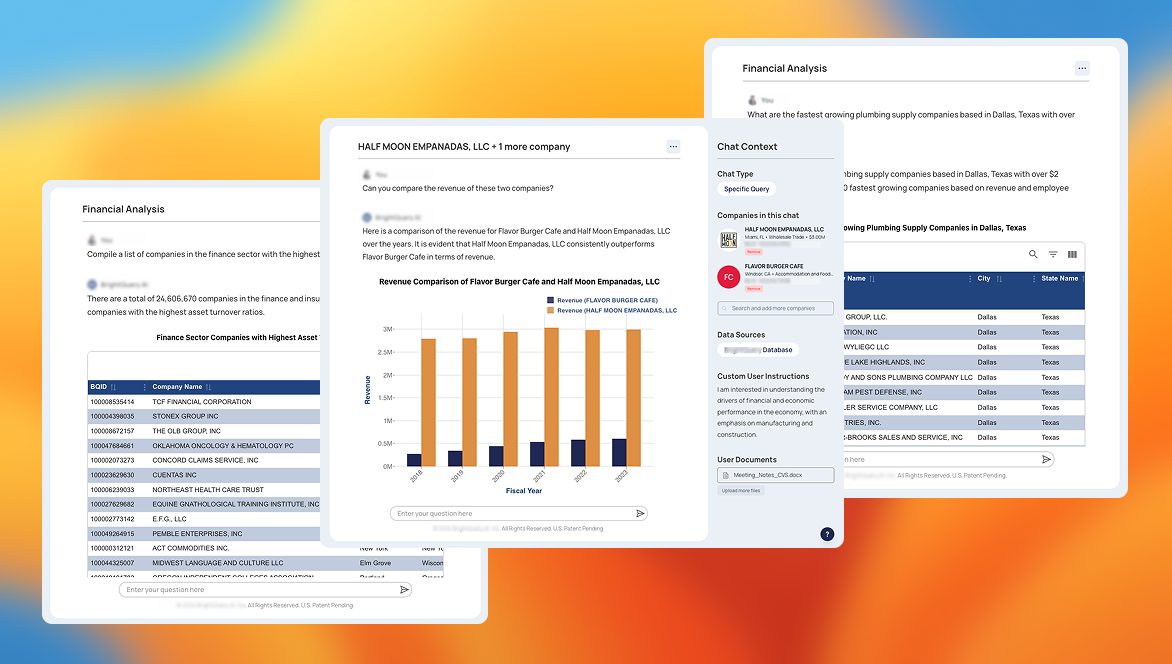 Financial Analysis
Compile a list of companies in the finance sector with the highest
There are a total of 24,606,670 companies in the finance and insu
companies with the highest asset turnover ratios.
Finance Sector Companies with Highest Asset
BQID Company Name
100008535414 TCF FINANCIAL CORPORATION
100004398035 STONEX GROUP INC
100008672157 THE OLB GROUP, INC
100047684661 OKLAHOMA ONCOLOGY & HEMATOLOGY PC
100002073273 CONCORD CLAIMS SERVICE, INC
100023629630 CUENTAS INC
100006239033 NORTHEAST HEALTH CARE TRUST
100027629682 EQUINE GNATHOLOGICAL TRAINING INSTITUTE, INC
100002773142 E.F.G., LLC
100049264915 PEMBLE ENTERPRISES, INC
100000312121 ACT COMMODITIES INC. New York New Yo
100044325007 MIDWEST LANGUAGE AND CULTURE LLC Elm Grove Wiscon
OREGON INDEPENDENT COLLEGES ASSOCIATION Portland
Enter your question here
All Rights Reserved. U.S. Patent Pending.
HALF MOON EMPANADAS, LLC + 1 more company
You
Can you compare the revenue of these two companies?
BrightQuery AI
Here is a comparison of the revenue for Flavor Burger Cafe and Half Moon Empanadas, LLC
over the years. It is evident that Half Moon Empanadas, LLC consistently outperforms
Flavor Burger Cafe in terms of revenue.
Revenue Comparison of Flavor Burger Cafe and Half Moon Empanadas, LLC
Revenue (FLAVOR BURGER CAFE)
Revenue (HALF MOON EMPANADAS, LLC
3M
2.5M
2M
1.5M
1M
0.5M
0M
Revenue
2018 2019 2020 2021 2022 2023
Fiscal Year
Enter your question here
All Rights Reserved. U.S. Patent Pending.
Chat Context
Chat Type
Specific Query
Companies in this chat
HALF MOON EMPANADAS, LLC
Miami, FL • Wholesale Trade • $3.00M
Remove
HALF MOON
FC
FLAVOR BURGER CAFE
Windsor, CA • Accommodation and Food..
Remove
Search and add more companies
Data Sources
BrightQuery Database
Custom User Instructions
I am interested in understanding the
drivers of financial and economic
performance in the economy, with an
emphasis on manufacturing and
construction.
User Documents
Meeting_Notes_CVS.docx
Upload more files
?
Financial Analysis
You
What are the fastest growing plumbing supply companies based in Dallas, Texas with over
mbing supply companies based in Dallas, Texas with over $2
0 fastest growing companies based on revenue and employee
owing Plumbing Supply Companies in Dallas, Texas
y Name City State Name
GROUP, LLC. Dallas Texas
ATION, INC Dallas Texas
WYLIEGC LLC Dallas Texas
E LAKE HIGHLANDS, INC Dallas Texas
DY AND SONS PLUMBING COMPANY LLC Dallas Texas
AM PEST DEFENSE, INC Dallas Texas
LER SERVICE COMPANY, LLC Dallas Texas
TRIES, INC. Dallas Texas
-BROOKS SALES AND SERVICE, INC Dallas Texas
n here
All Rights Reserved. U.S. Patent Pending.